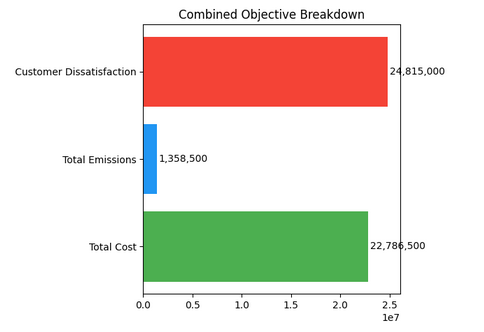 Combined Objective Breakdown
Customer Dissatisfaction
24,815,000
Total Emissions
1,358,500
Total Cost
22,786,500
0.0 0.5 1.0 1.5 2.0 2.5
1e7